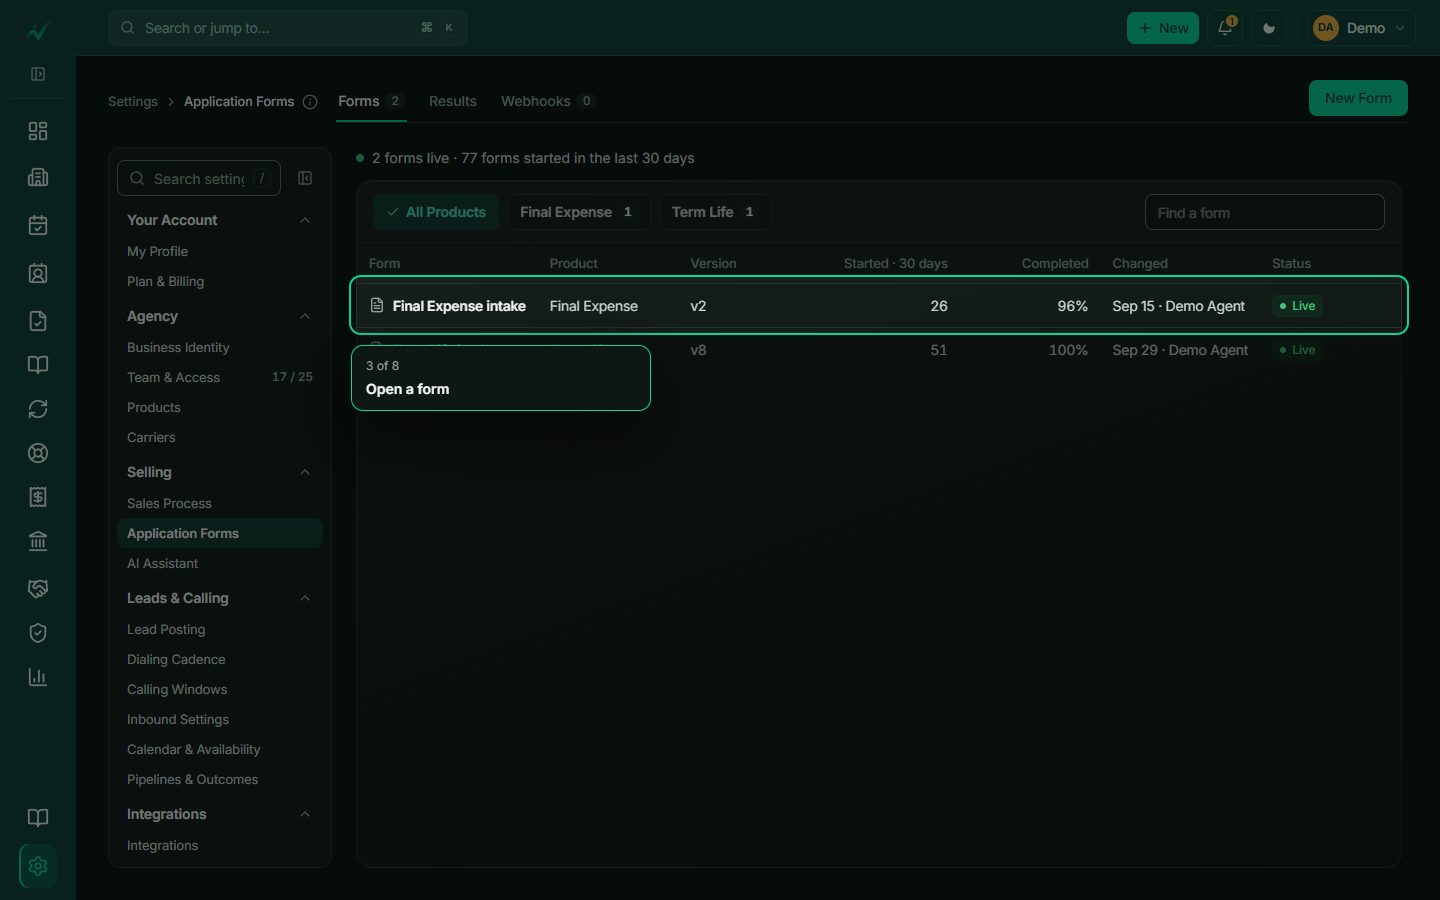 Search or jump to... ⌘ K
New
1
DA Demo
Settings > Application Forms
Forms 2
Results
Webhooks 0
New Form
Search setting /
Your Account
My Profile
Plan & Billing
Agency
Business Identity
Team & Access 17 / 25
Products
Carriers
Selling
Sales Process
Application Forms
AI Assistant
Leads & Calling
Lead Posting
Dialing Cadence
Calling Windows
Inbound Settings
Calendar & Availability
Pipelines & Outcomes
Integrations
Integrations
2 forms live · 77 forms started in the last 30 days
All Products
Final Expense 1
Term Life 1
Find a form
Form Product Version Started · 30 days Completed Changed Status
Final Expense intake Final Expense v2 26 96% Sep 15 · Demo Agent Live
v8 51 100% Sep 29 · Demo Agent Live
3 of 8
Open a form